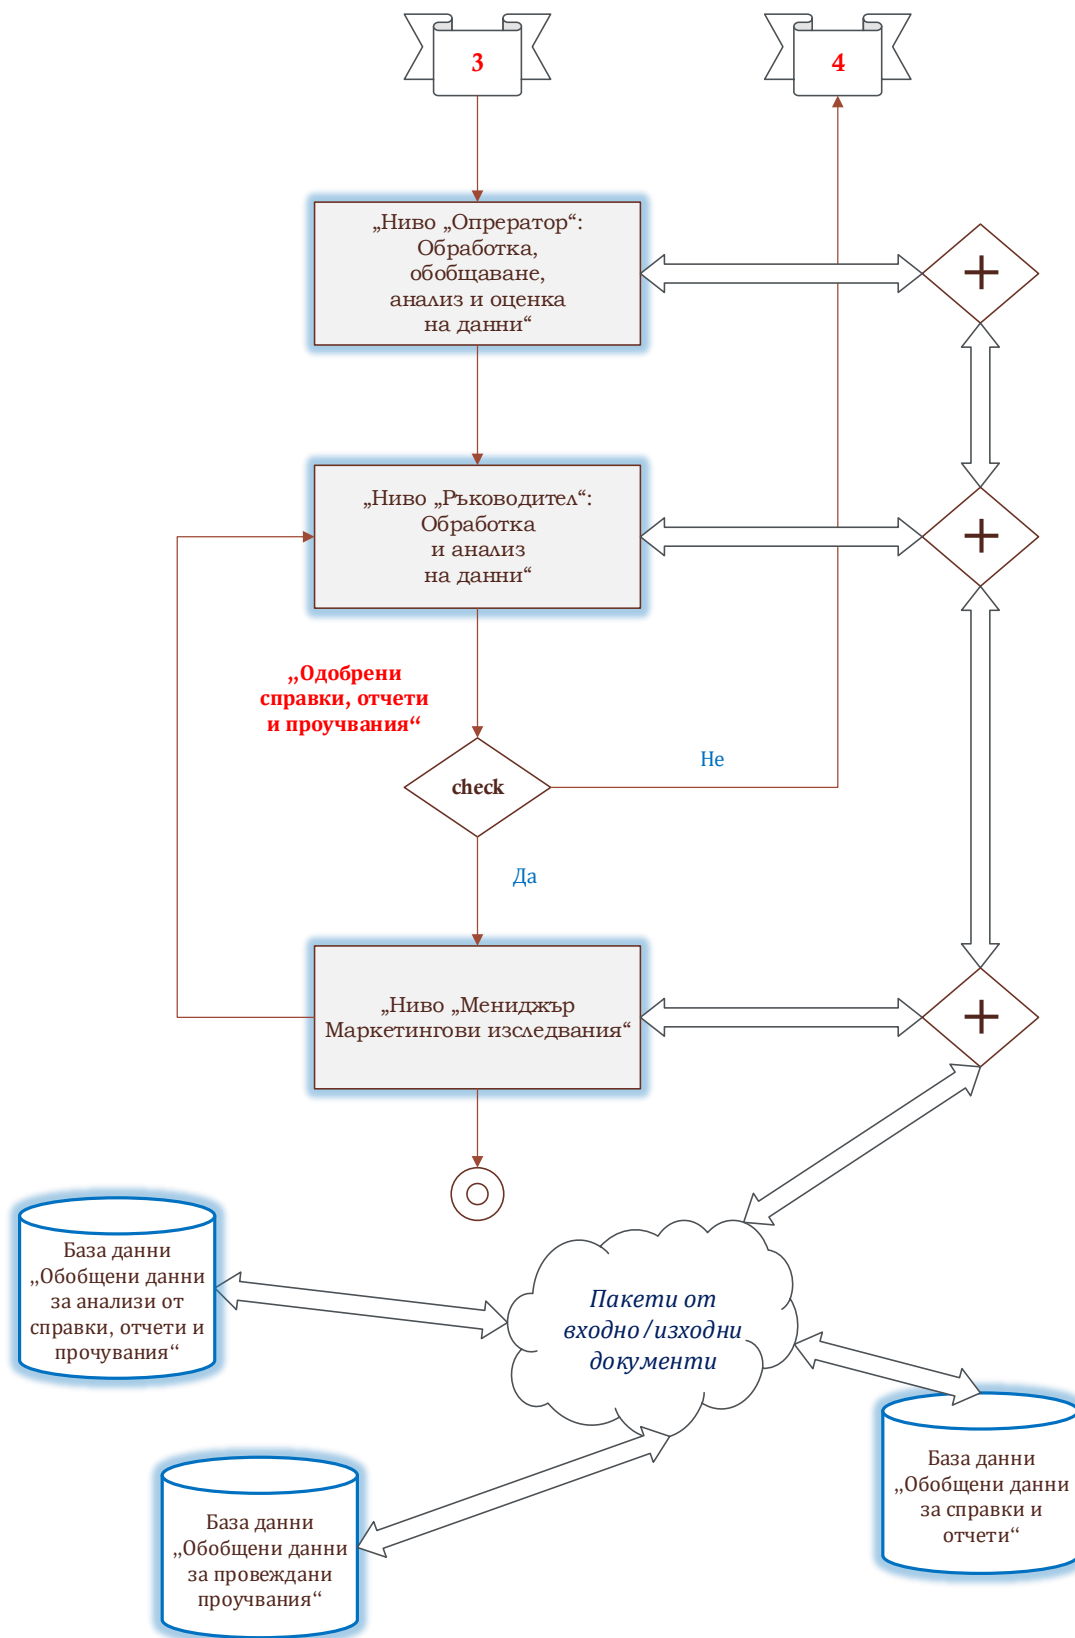 3
4
„Ниво „Опрератор“:
Обработка,
обобщаване,
анализ и оценка
на данни“
+
„Ниво „Ръководител“:
Обработка
и анализ
на данни“
+
„Одобрени
справки, отчети
и проучвания“
check
Не
Да
„Ниво „Мениджър
Маркетингови изследвания“
+
База данни
„Обобщени данни
за анализи от
справки, отчети и
прочувания“
Пакети от
входно/изходни
документи
База данни
„Обобщени данни
за справки и
отчети“
База данни
„Обобщени данни
за провеждани
проучвания“